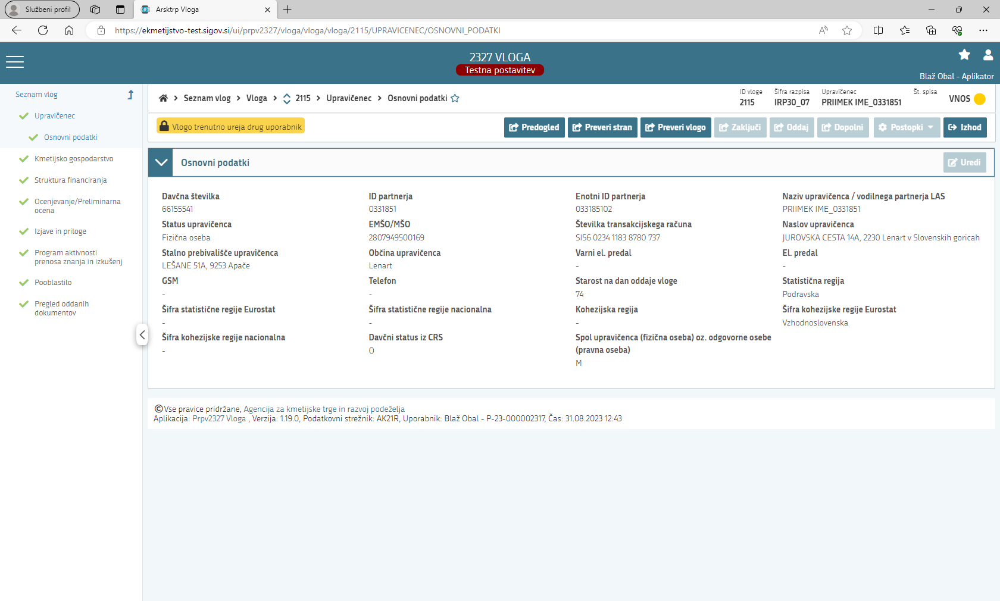 Službeni profil
Arsktrp Vloga
https://ekmetijstvo-test.sigov.si/ui/prpv2327/vloga/vloga/vloga/2115/UPRAVICENEC/OSNOVNI_PODATKI
2327 VLOGA
Testna postavitev
Blaž Obal - Aplikator
Seznam vlog
Upravičenec
Osnovni podatki
Kmetijsko gospodarstvo
Struktura financiranja
Ocenjevanje/Preliminarna
ocena
Izjave in priloge
Program aktivnosti
prenosa znanja in izkušenj
Pooblastilo
Pregled oddanih
dokumentov
Seznam vlog Vloga 2115 Upravičenec Osnovni podatki
ID vloge Šifra razpisa Upravičenec Št. spisa
2115 IRP30_07 PRIIMEK IME_0331851 VNOS
Vlogo trenutno ureja drug uporabnik
Predogled Preveri stran Preveri vlogo Zaključi Oddaj Dopolni Postopki Izhod
Osnovni podatki Uredi
Davčna številka ID partnerja Enotni ID partnerja Naziv upravičenca / vodilnega partnerja LAS
66155541 0331851 033185102 PRIIMEK IME_0331851
Status upravičenca EMŠO/MŠO Številka transakcijskega računa Naslov upravičenca
Fizična oseba 2807949500169 SI56 0234 1183 8780 737 JUROVSKA CESTA 14A, 2230 Lenart v Slovenskih goricah
Stalno prebivališče upravičenca Občina upravičenca Varni el. predal El. predal
LEŠANE 51A, 9253 Apače Lenart - -
GSM Telefon Starost na dan oddaje vloge Statistična regija
- - 74 Podravska
Šifra statistične regije Eurostat Šifra statistične regije nacionalna Kohezijska regija Šifra kohezijske regije Eurostat
- - - Vzhodnoslovenska
Šifra kohezijske regije nacionalna Davčni status iz CRS Spol upravičenca (fizična oseba) oz. odgovorne osebe
(pravna oseba)
- O
M
©Vse pravice pridržane, Agencija za kmetijske trge in razvoj podeželja
Aplikacija: Prpv2327 Vloga , Verzija: 1.19.0, Podatkovni strežnik: AK21R, Uporabnik: Blaž Obal - P-23-000002317, Čas: 31.08.2023 12:43